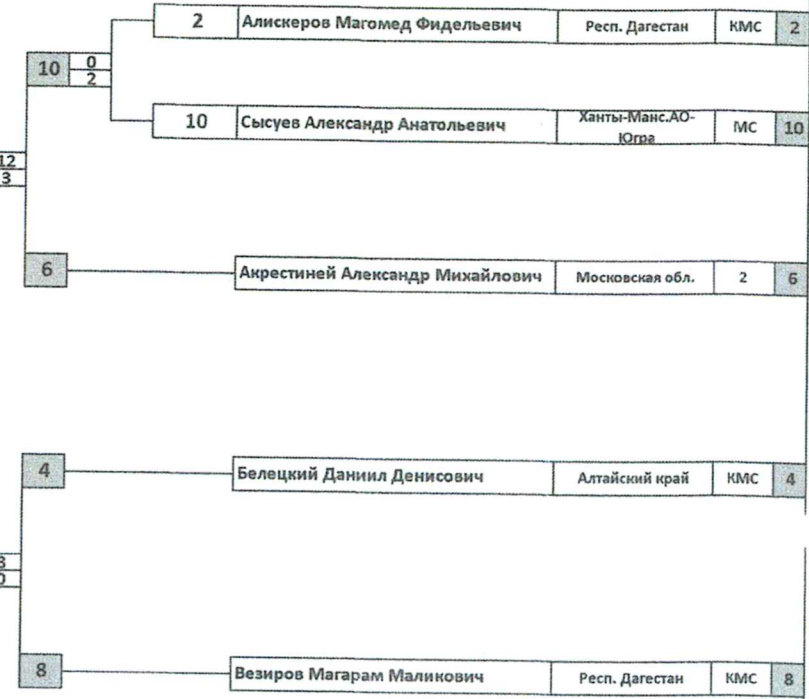 2 Алискеров Магомед Фидельевич Респ. Дагестан КМС 2
10 0
2
10 Сысуев Александр Анатольевич Ханты-Манс.АО-Югра МС 10
12
3
6 Акрестиней Александр Михайлович Московская обл. 2 6
4 Белецкий Даниил Денисович Алтайский край КМС 4
3
0
8 Везиров Магарам Маликович Респ. Дагестан КМС 8